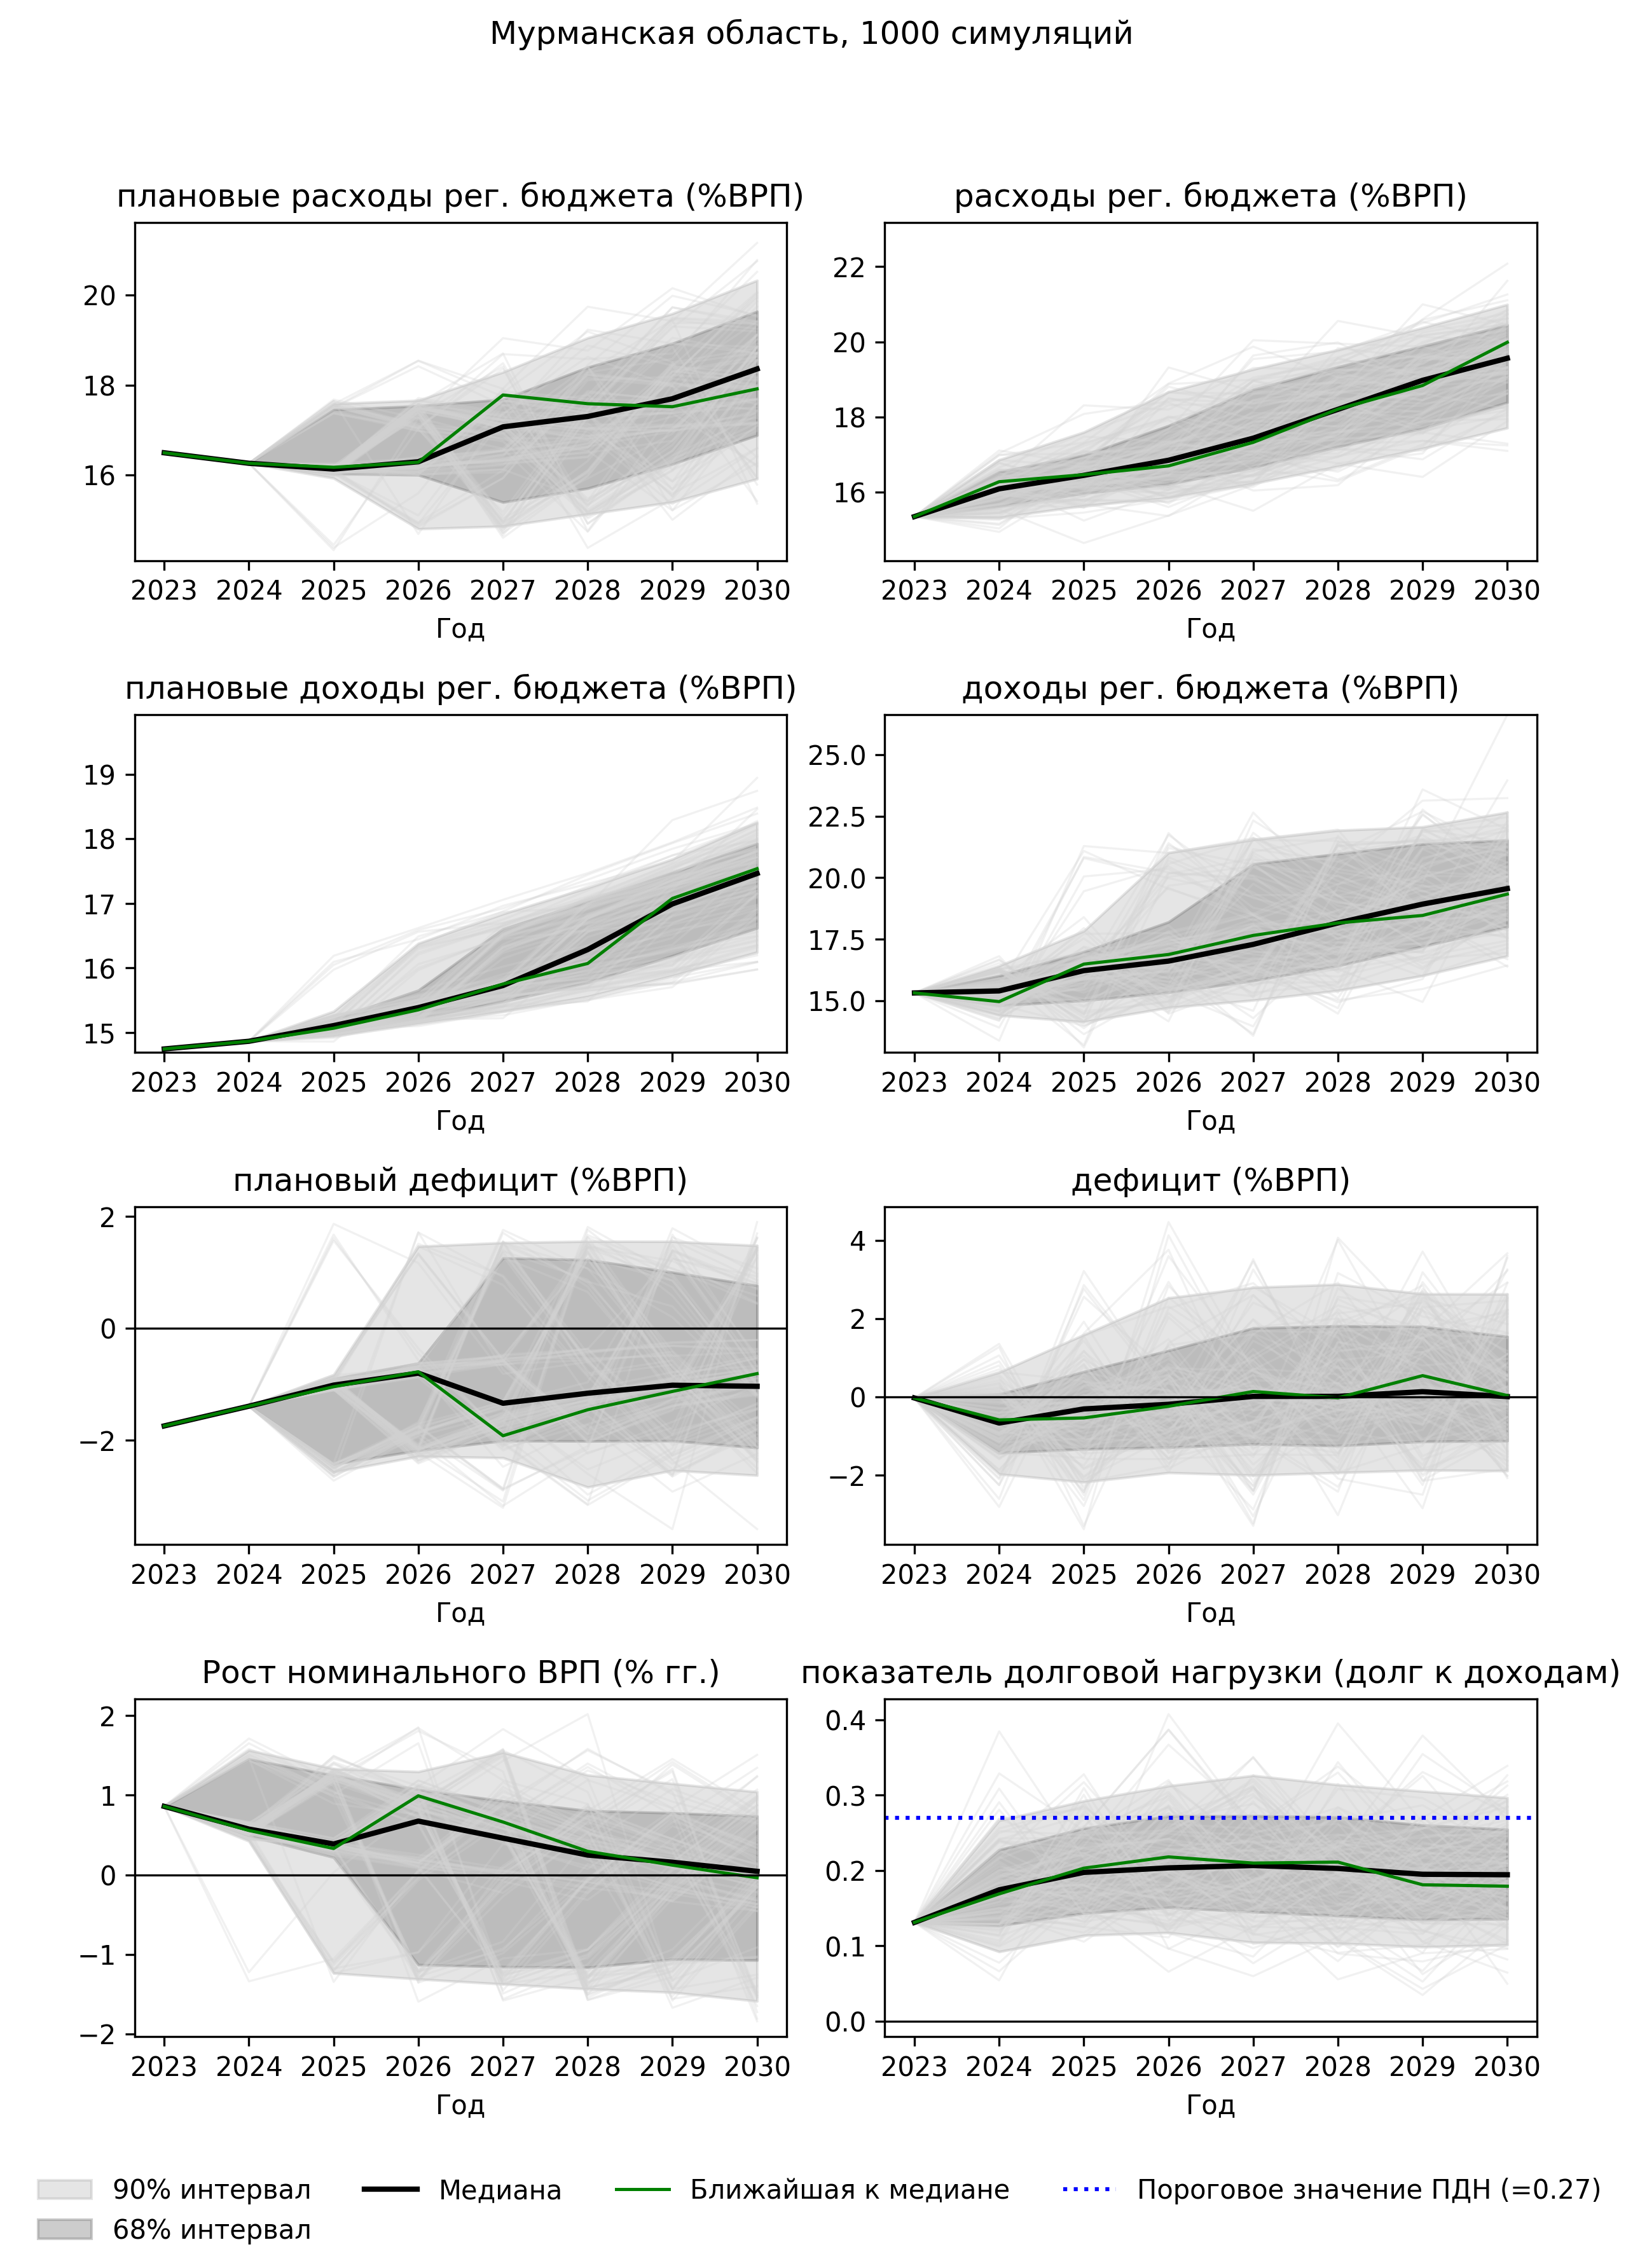 Мурманская область, 1000 симуляций
плановые расходы рег. бюджета (%ВРП)
20
18
16
2023 2024 2025 2026 2027 2028 2029 2030
Год
расходы рег. бюджета (%ВРП)
22
20
18
16
2023 2024 2025 2026 2027 2028 2029 2030
Год
плановые доходы рег. бюджета (%ВРП)
19
18
17
16
15
2023 2024 2025 2026 2027 2028 2029 2030
Год
доходы рег. бюджета (%ВРП)
25.0
22.5
20.0
17.5
15.0
2023 2024 2025 2026 2027 2028 2029 2030
Год
плановый дефицит (%ВРП)
2
0
−2
2023 2024 2025 2026 2027 2028 2029 2030
Год
дефицит (%ВРП)
4
2
0
−2
2023 2024 2025 2026 2027 2028 2029 2030
Год
Рост номинального ВРП (% гг.)
2
1
0
−1
−2
2023 2024 2025 2026 2027 2028 2029 2030
Год
показатель долговой нагрузки (долг к доходам)
0.4
0.3
0.2
0.1
0.0
2023 2024 2025 2026 2027 2028 2029 2030
Год
90% интервал
68% интервал
Медиана
Ближайшая к медиане
Пороговое значение ПДН (=0.27)